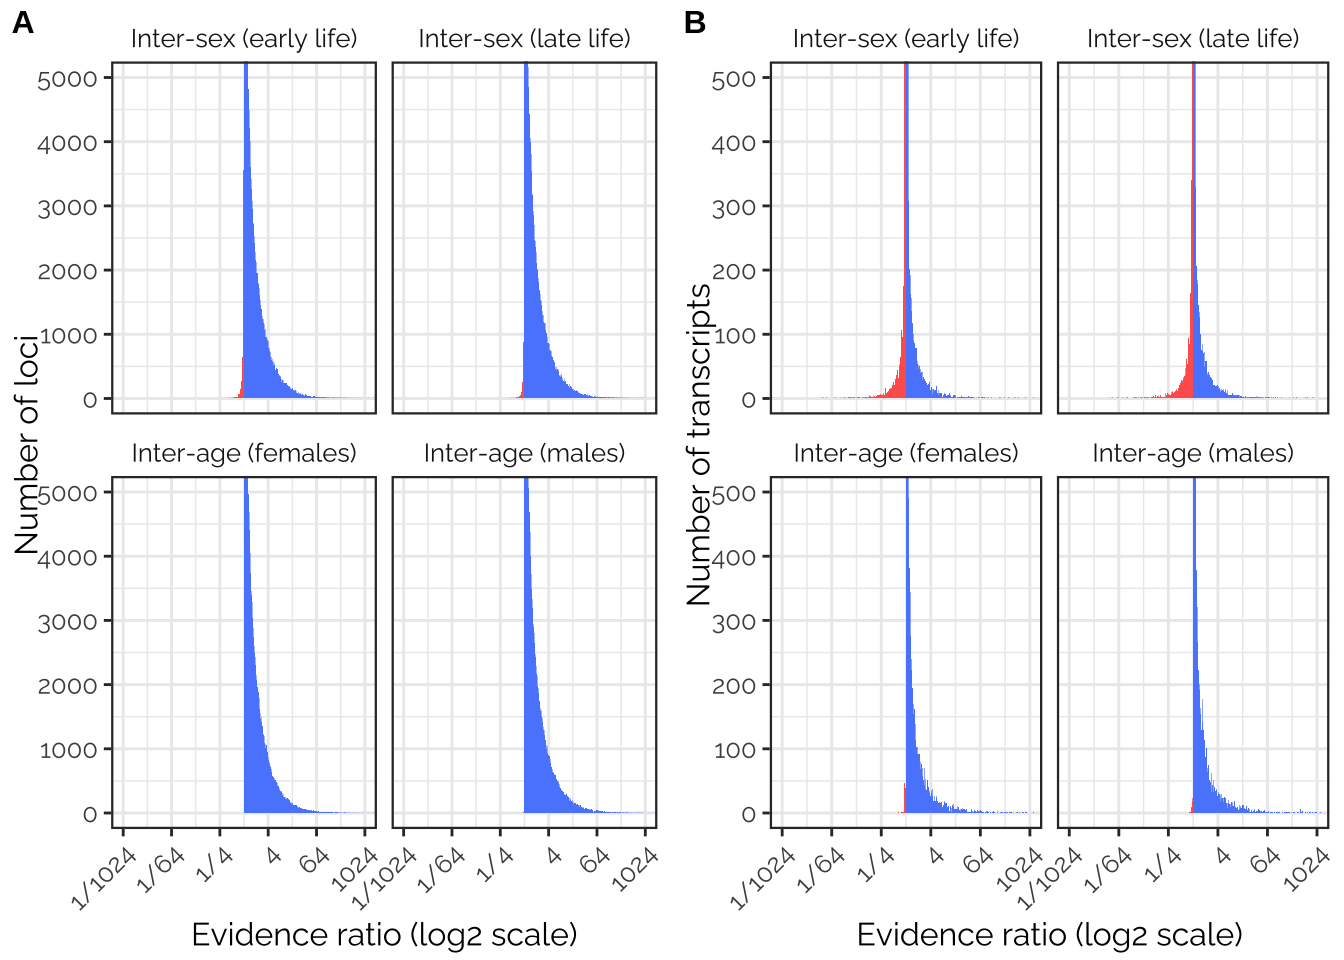 A
B
Inter-sex (early life)
Inter-sex (late life)
Inter-sex (early life)
Inter-sex (late life)
5000
4000
3000
2000
1000
0
500
400
300
200
100
0
Number of loci
Number of transcripts
Inter-age (females)
Inter-age (males)
Inter-age (females)
Inter-age (males)
5000
4000
3000
2000
1000
0
500
400
300
200
100
0
1/1024 1/64 1/4 4 64 1024
1/1024 1/64 1/4 4 64 1024
1/1024 1/64 1/4 4 64 1024
1/1024 1/64 1/4 4 64 1024
Evidence ratio (log2 scale)
Evidence ratio (log2 scale)